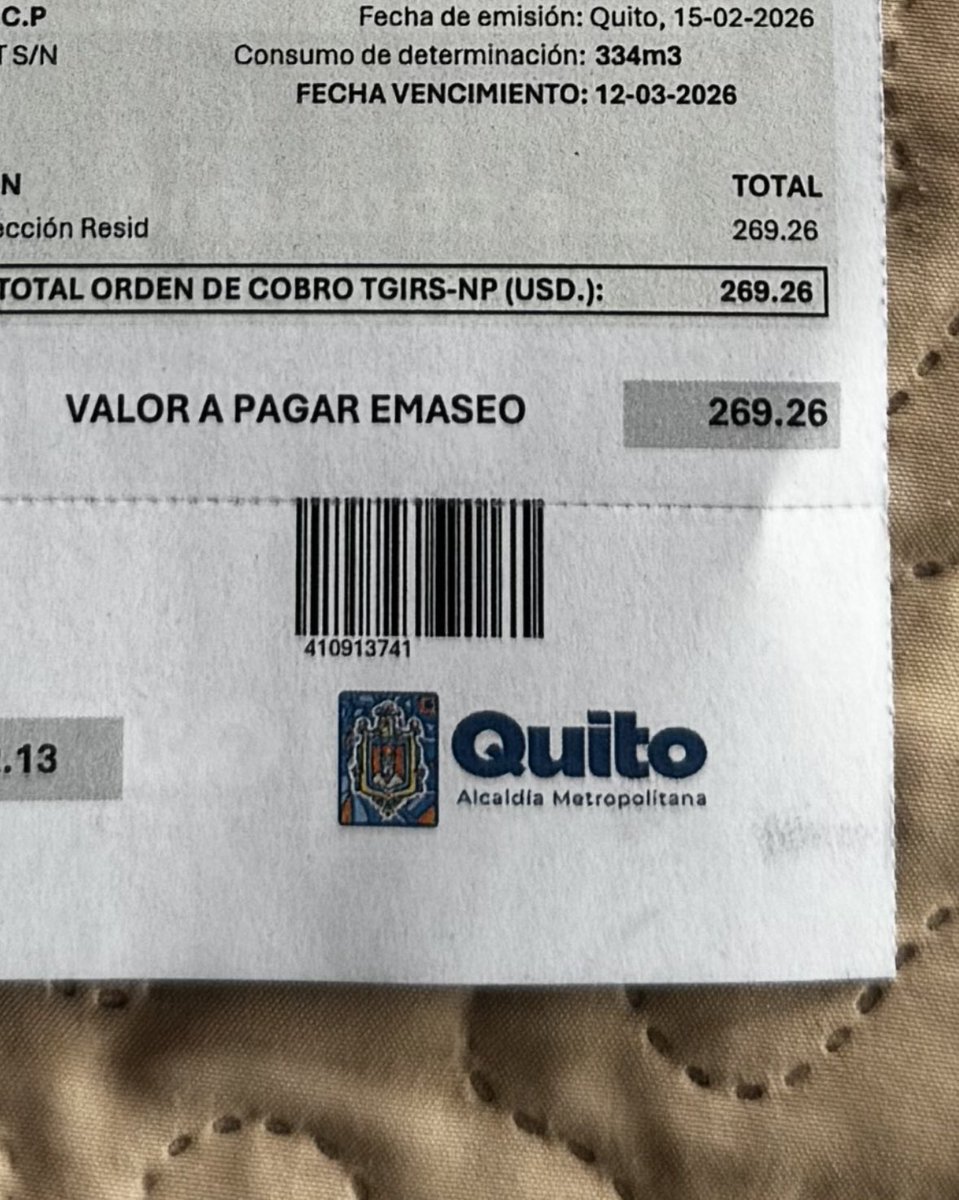 C.P Fecha de emisión: Quito, 15-02-2026
S/N Consumo de determinación: 334m3
FECHA VENCIMIENTO: 12-03-2026
N TOTAL
ección Resid 269.26
TOTAL ORDEN DE COBRO TGIRS-NP (USD.): 269.26
VALOR A PAGAR EMASEO 269.26
410913741
.13
Quito
Alcaldía Metropolitana